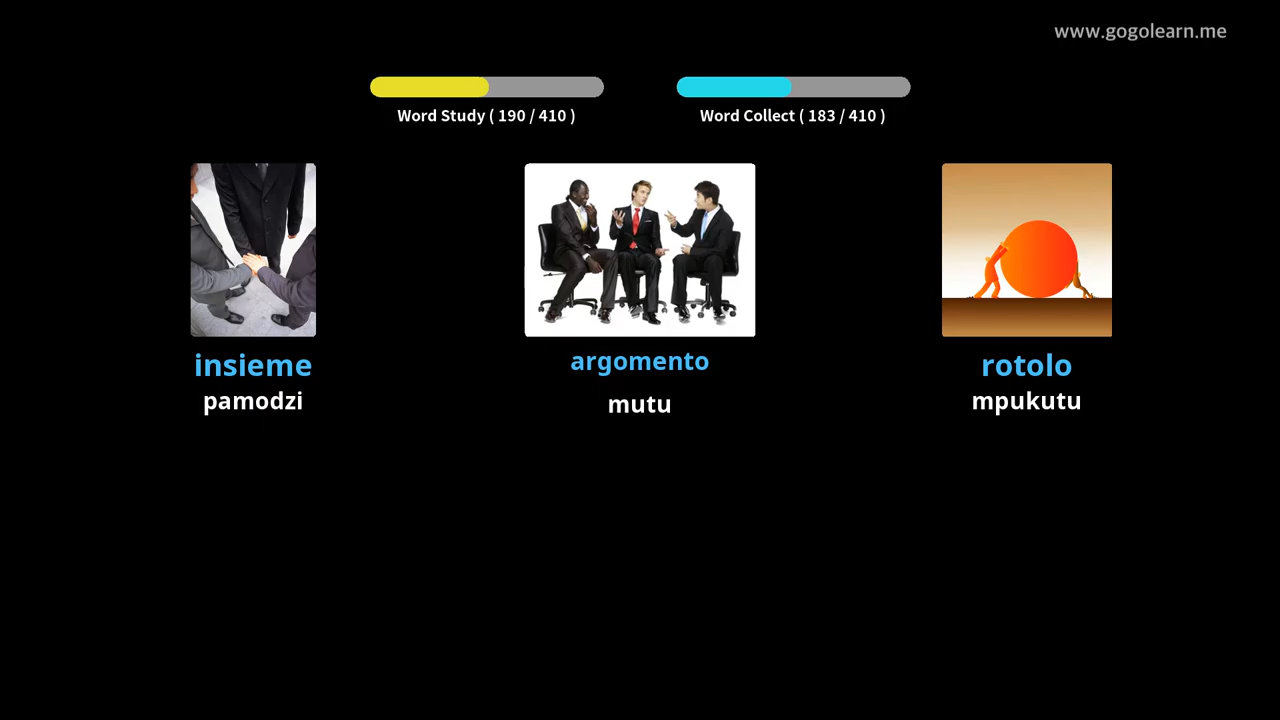 www.gogolearn.me
Word Study ( 190 / 410 )
Word Collect ( 183 / 410 )
insieme
pamodzi
argomento
mutu
rotolo
mpukutu